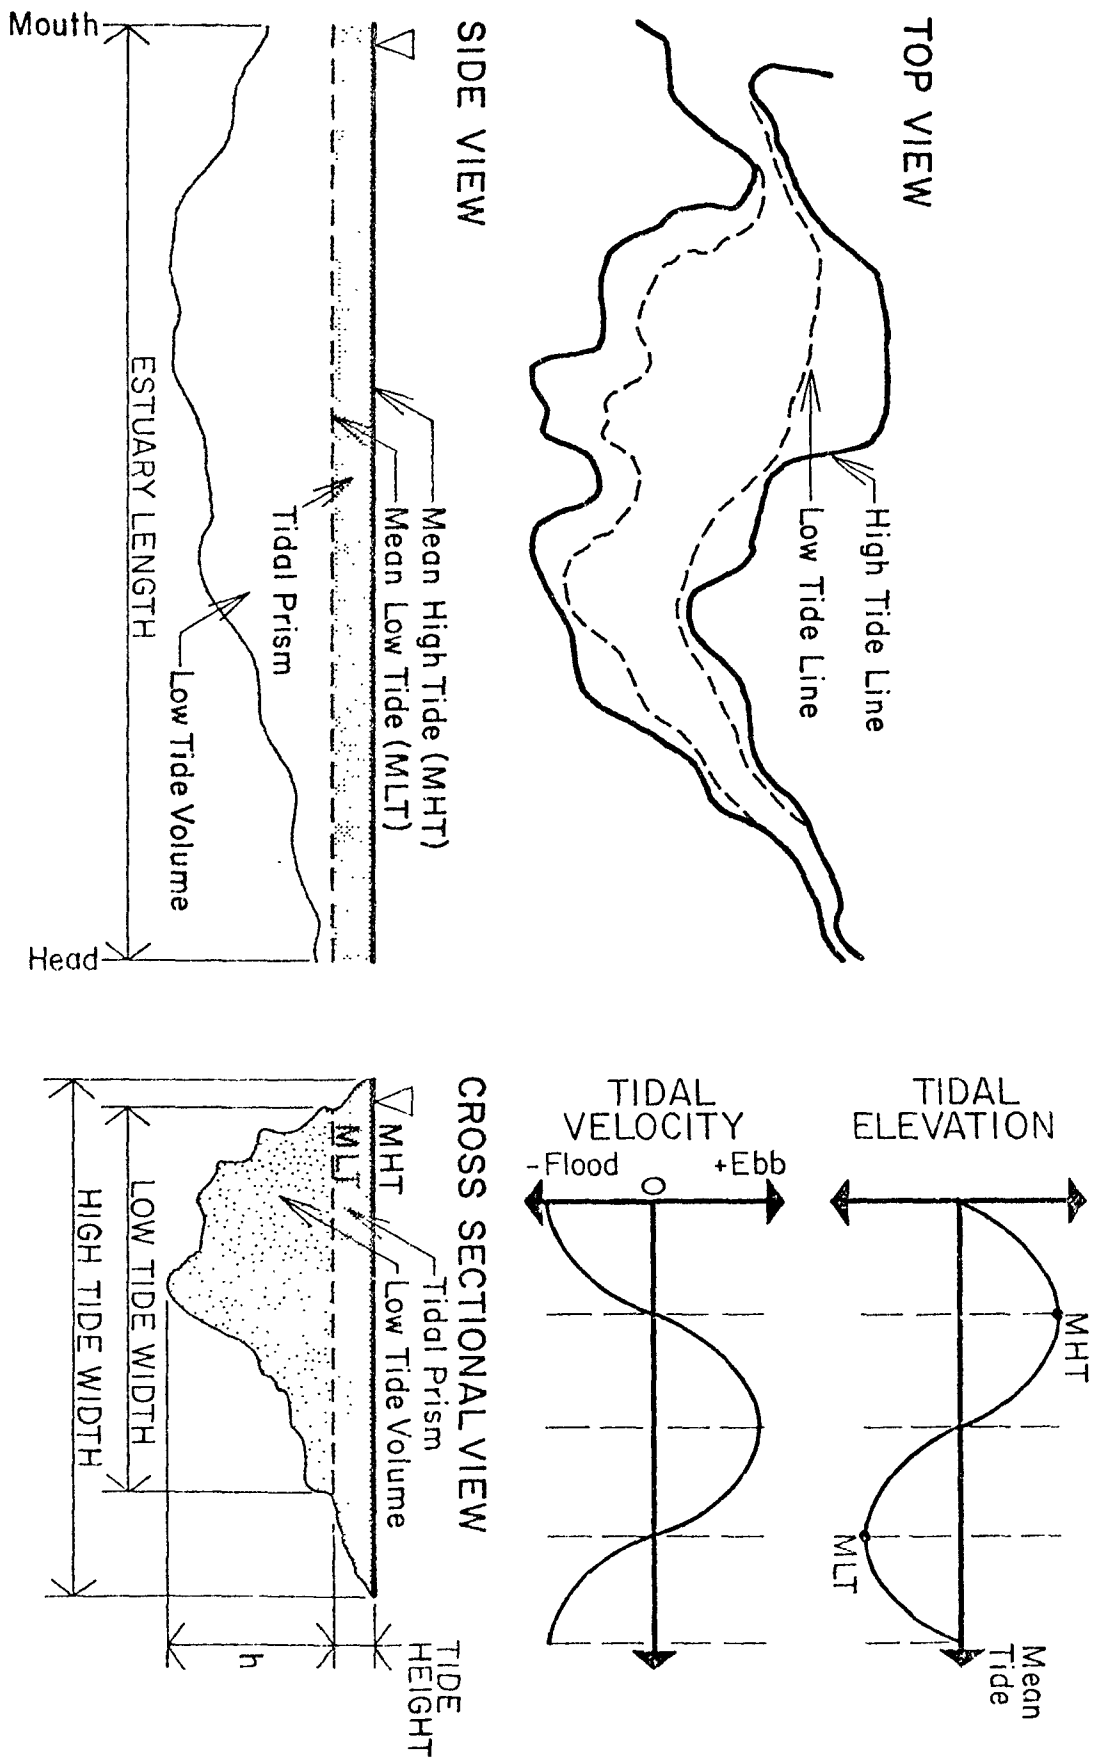 TOP VIEW
High Tide Line
Low Tide Line
SIDE VIEW
Mean High Tide (MHT)
Mean Low Tide (MLT)
Tidal Prism
Low Tide Volume
ESTUARY LENGTH
Mouth
Head
TIDAL
ELEVATION
MHT
MLT
Mean
Tide
TIDAL
VELOCITY
-Flood
O
+Ebb
CROSS SECTIONAL VIEW
MHT
MLT
Tidal Prism
Low Tide Volume
LOW TIDE WIDTH
HIGH TIDE WIDTH
TIDE
HEIGHT
h